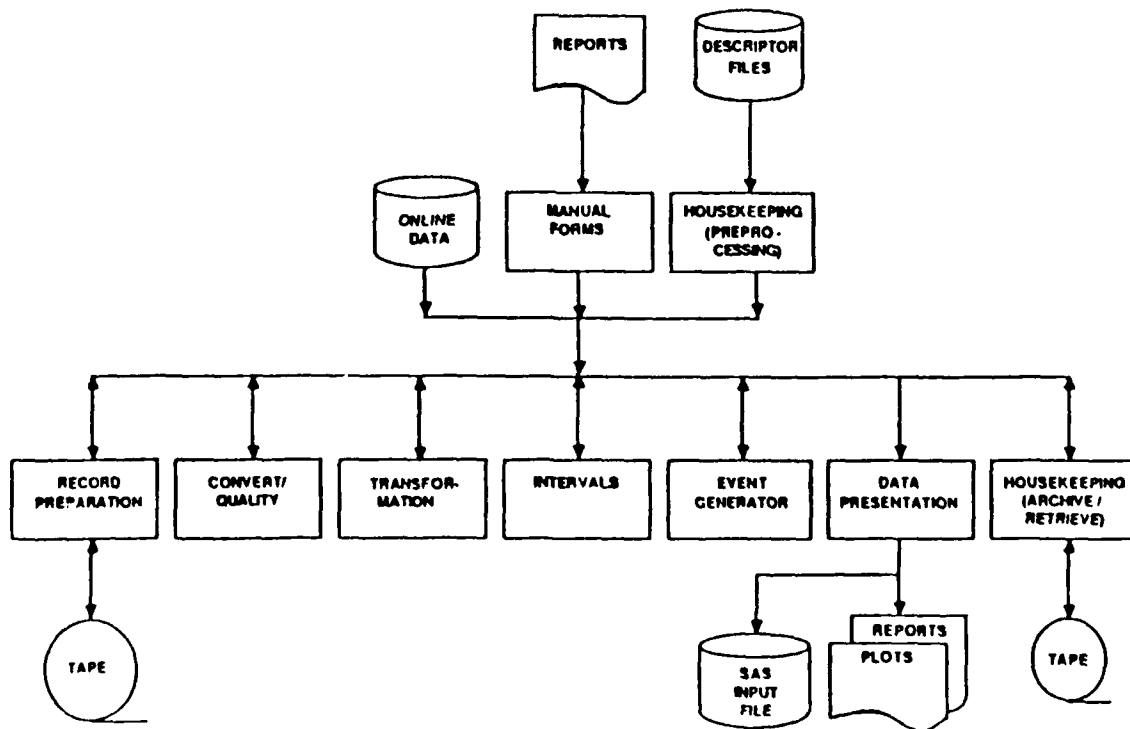 REPORTS
DESCRIPTOR
FILES
ONLINE
DATA
MANUAL
FORMS
HOUSEKEEPING
(PREPRO -
CESSING)
RECORD
PREPARATION
CONVERT/
QUALITY
TRANSFOR-
MATION
INTERVALS
EVENT
GENERATOR
DATA
PRESENTATION
HOUSEKEEPING
(ARCHIVE /
RETRIEVE)
TAPE
SAS
INPUT
FILE
REPORTS
PLOTS
TAPE